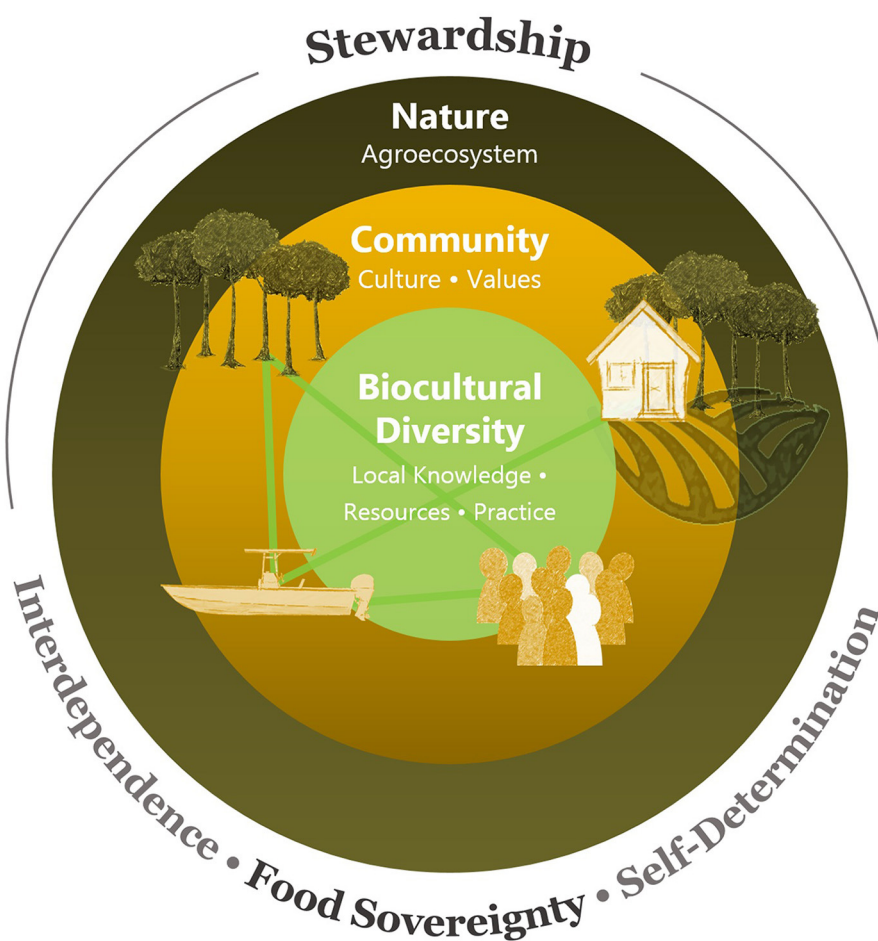 Stewardship
Nature
Agroecosystem
Community
Culture • Values
Biocultural
Diversity
Local Knowledge •
Resources • Practice
Interdependence • Food Sovereignty • Self-Determination